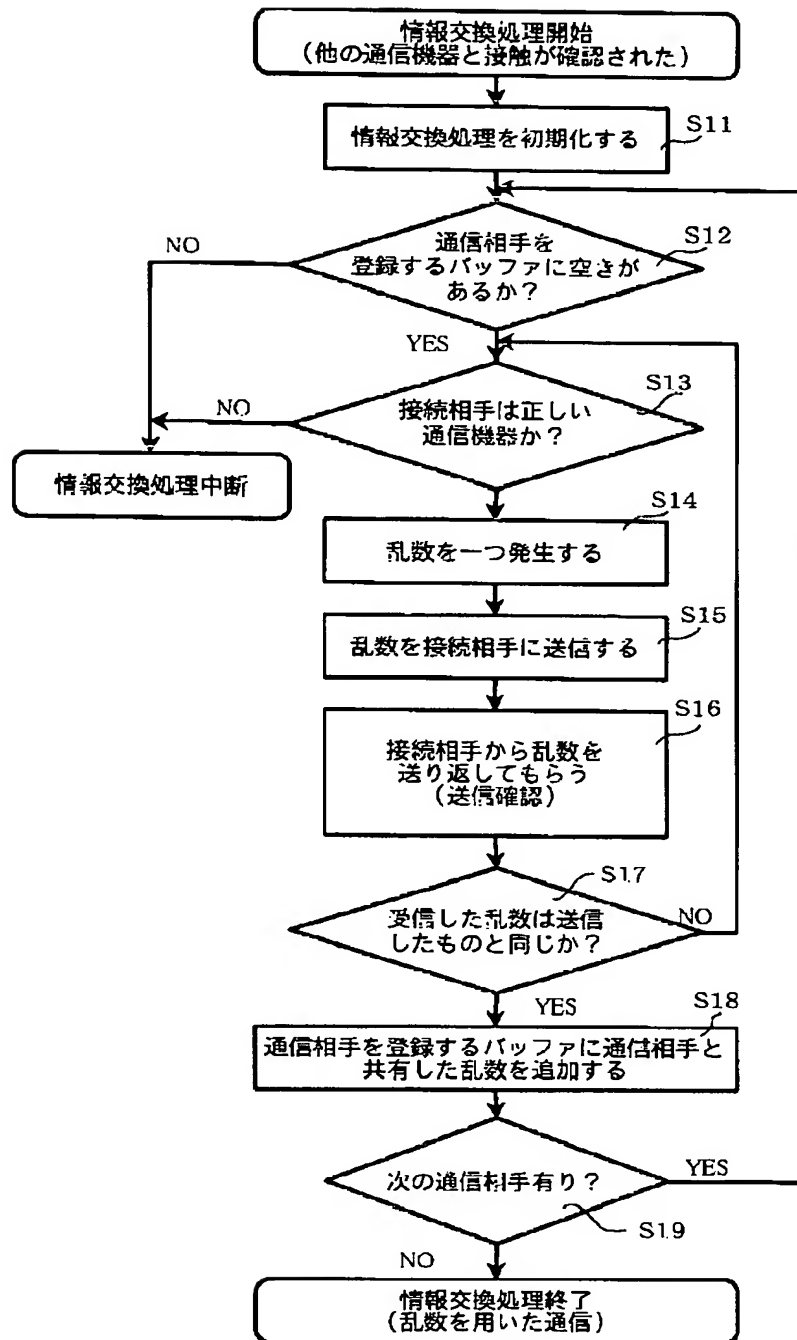 情報交換処理開始
(他の通信機器と接触が確認された)
S11
情報交換処理を初期化する
S12
NO
通信相手を
登録するバッファに空きが
あるか?
YES
S13
NO
接続相手は正しい
通信機器か?
情報交換処理中断
S14
乱数を一つ発生する
S15
乱数を接続相手に送信する
S16
接続相手から乱数を
送り返してもらう
(送信確認)
S17
受信した乱数は送信
したものと同じか?
NO
YES
S18
通信相手を登録するバッファに通信相手と
共有した乱数を追加する
次の通信相手有り?
YES
S19
NO
情報交換処理終了
(乱数を用いた通信)